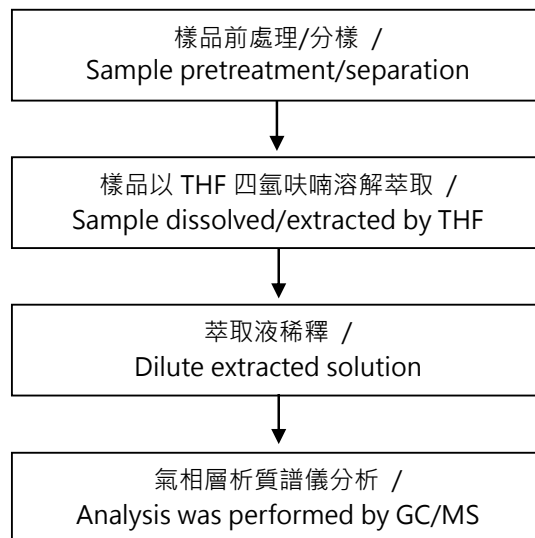 樣品前處理/分樣 /
Sample pretreatment/separation
樣品以 THF 四氫呋喃溶解萃取 /
Sample dissolved/extracted by THF
萃取液稀釋 /
Dilute extracted solution
氣相層析質譜儀分析 /
Analysis was performed by GC/MS